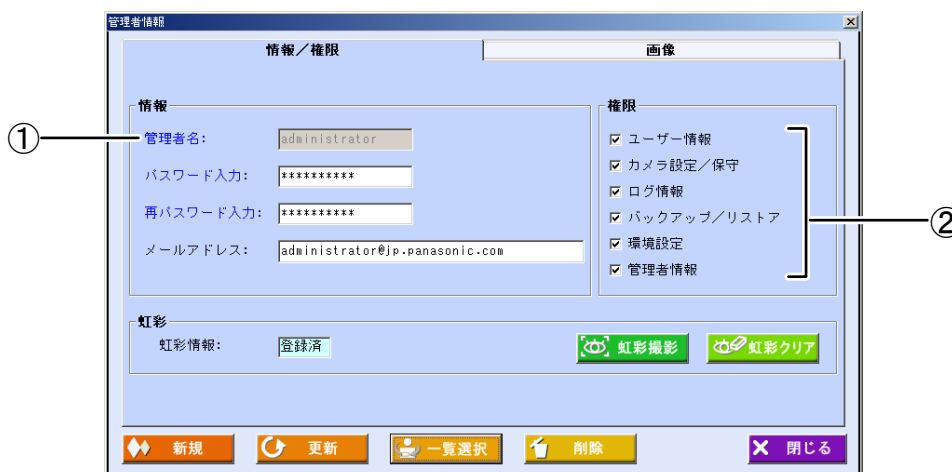 管理者情報
情報／権限
画像
情報
① 管理者名: administrator
パスワード入力: **********
再パスワード入力: **********
メールアドレス: administrator@jp.panasonic.com
権限
ユーザー情報
カメラ設定／保守
ログ情報
バックアップ／リストア
環境設定
管理者情報
②
虹彩
虹彩情報: 登録済 虹彩撮影 虹彩クリア
新規 更新 一覧選択 削除 閉じる